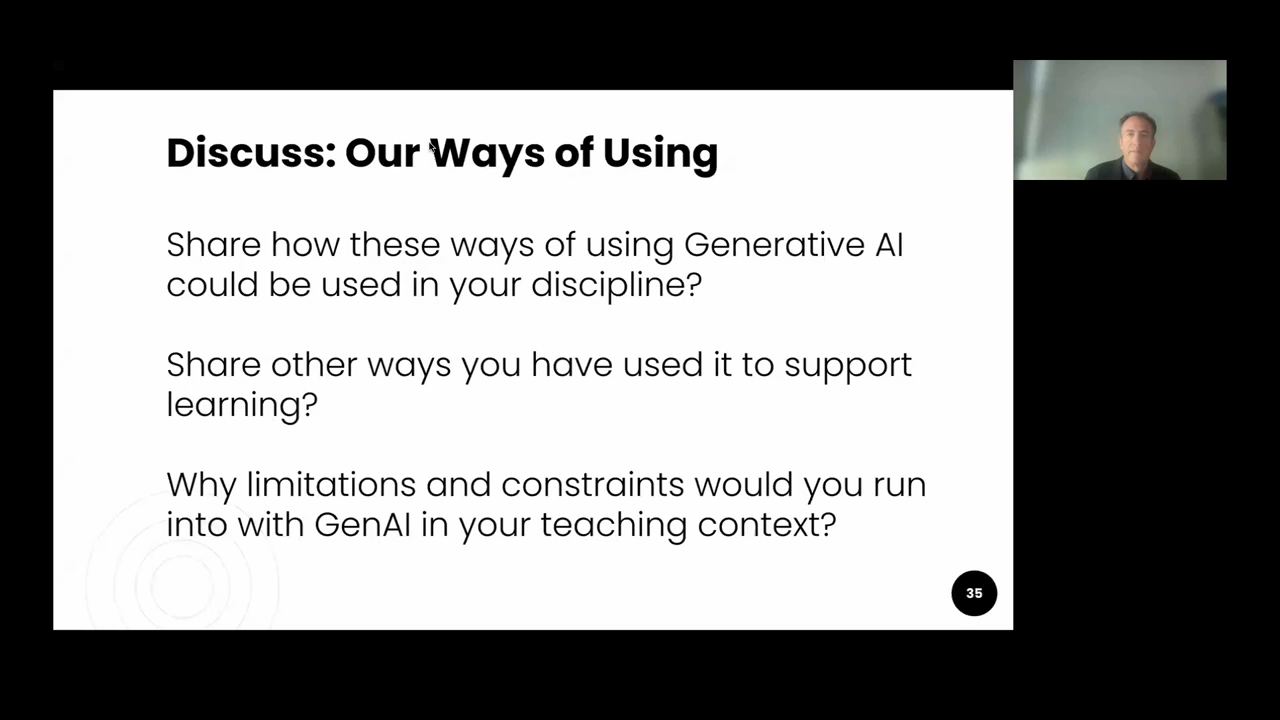 Discuss: Our Ways of Using
Share how these ways of using Generative AI
could be used in your discipline?
Share other ways you have used it to support
learning?
Why limitations and constraints would you run
into with GenAI in your teaching context?
35